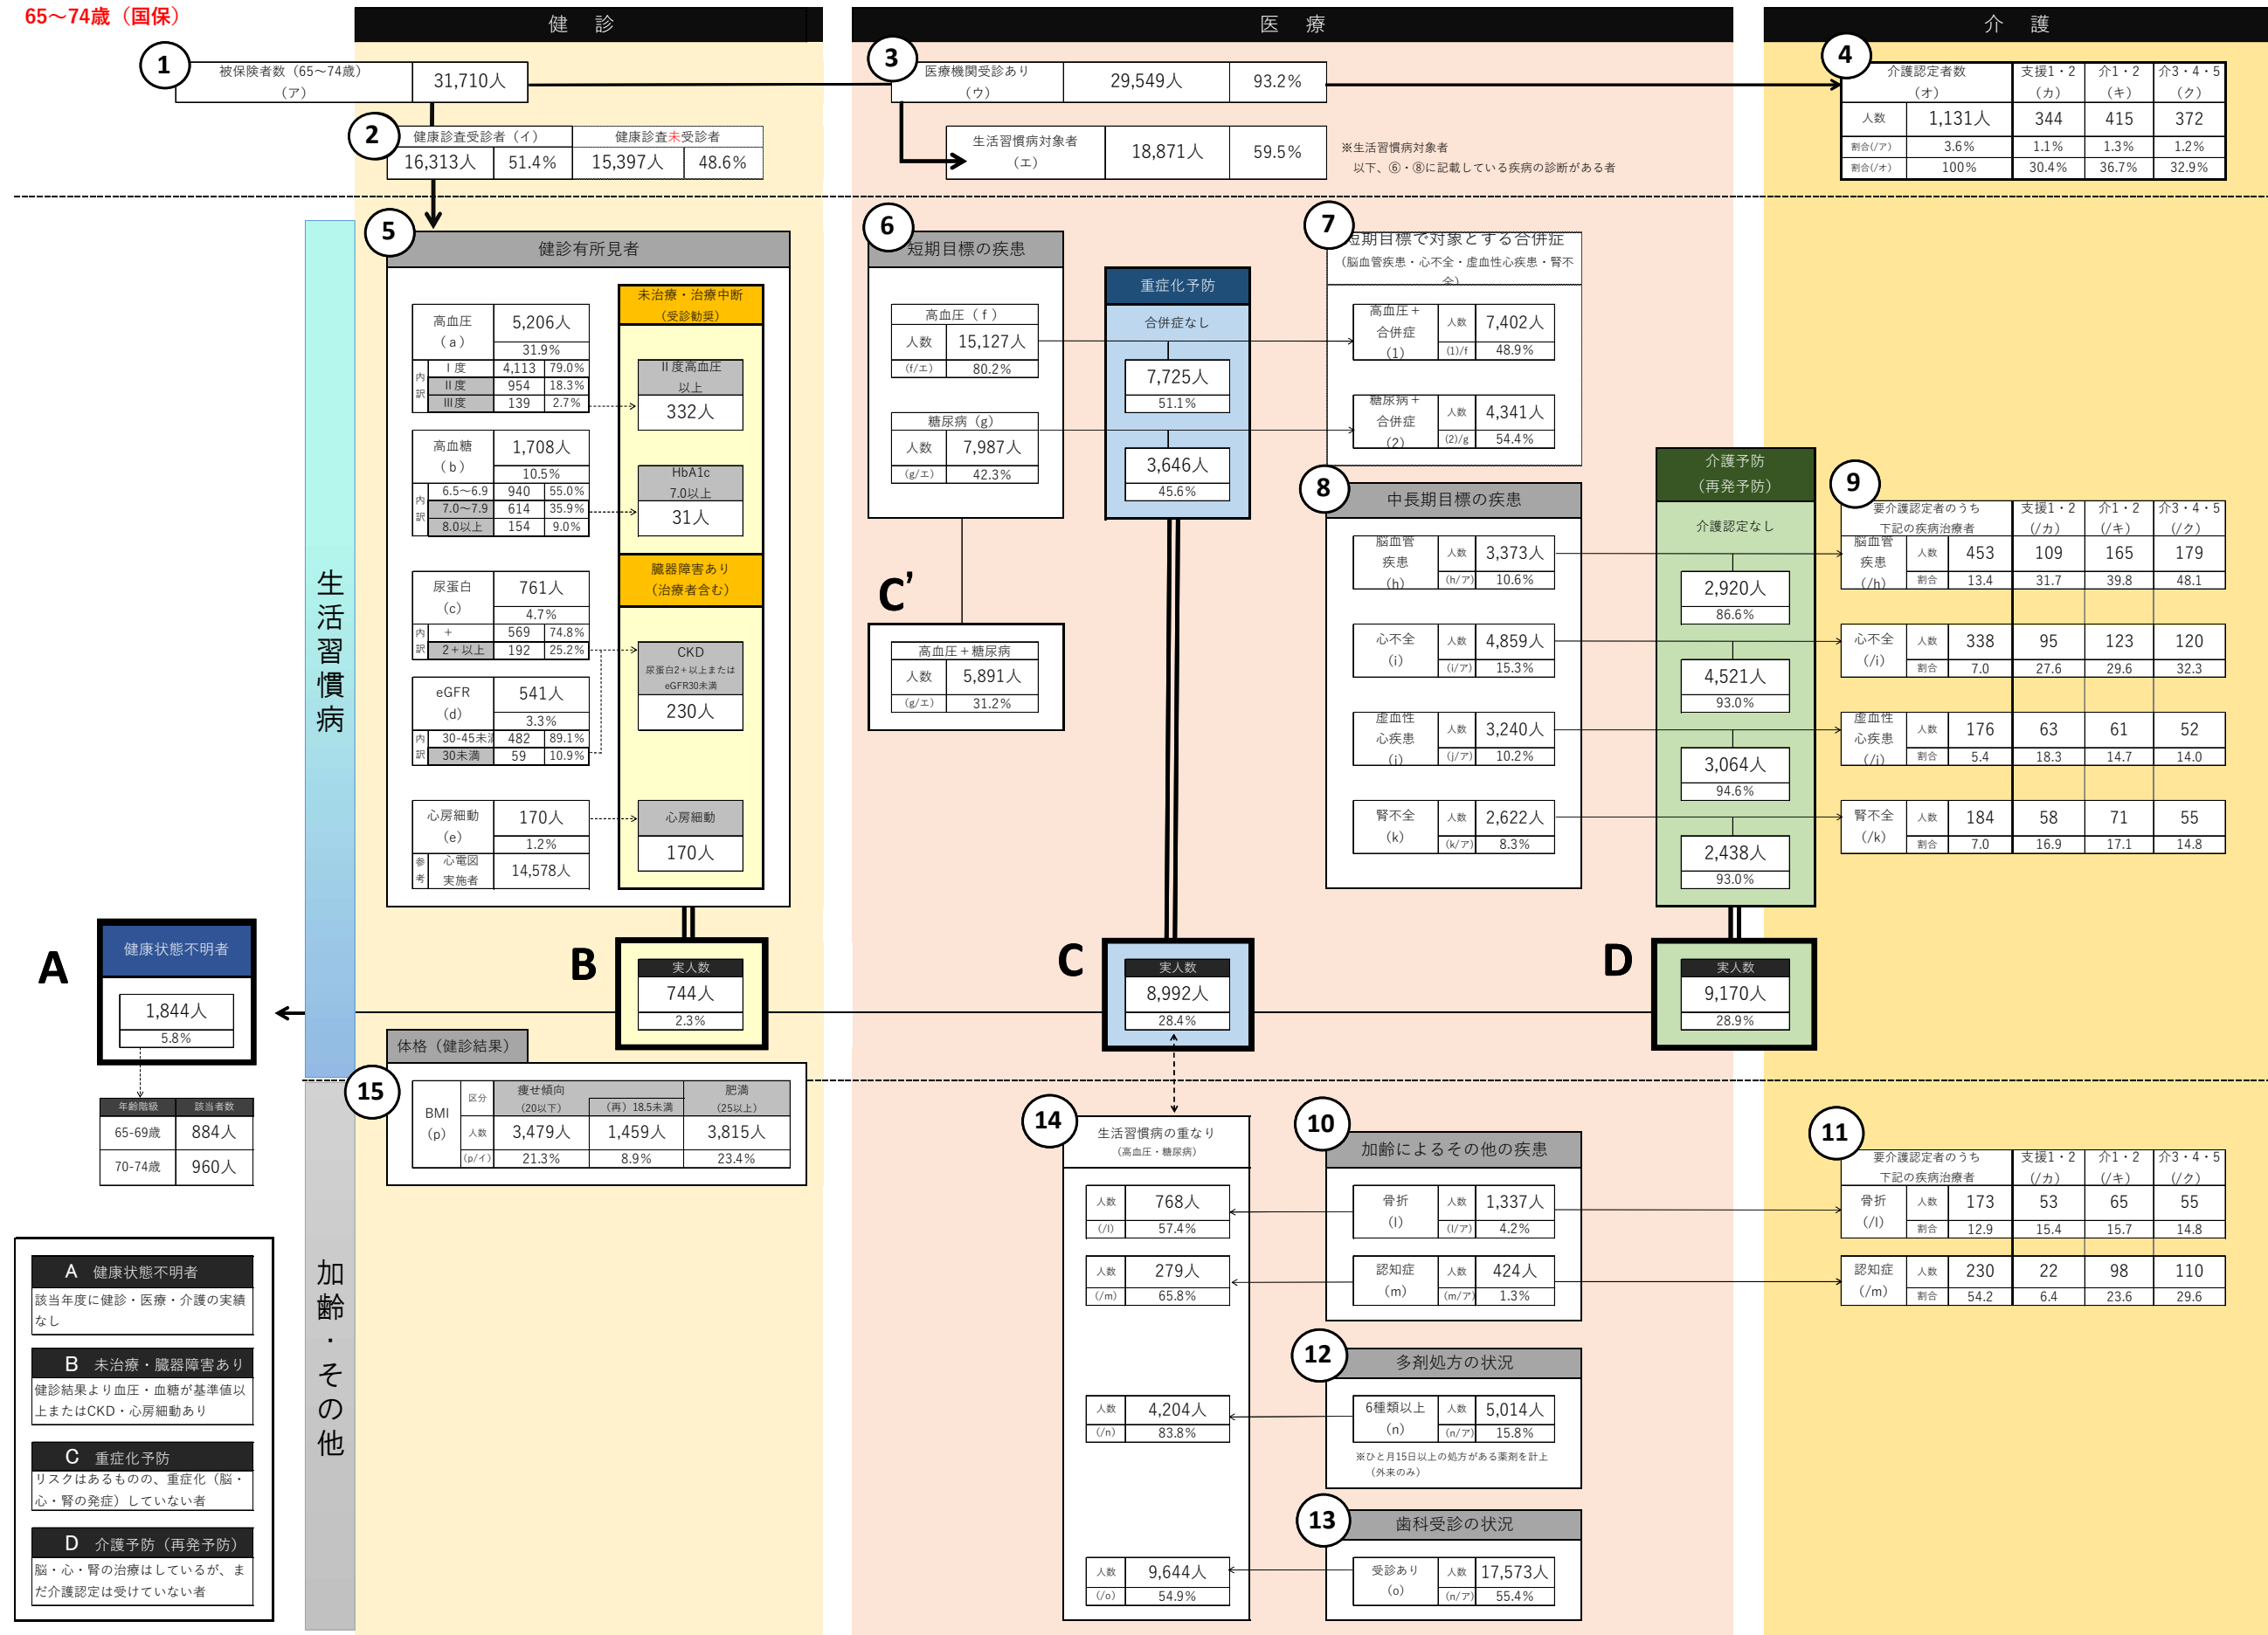 65～74歳（国保）
健　診
医　療
介　護
1
被保険者数（65～74歳）
（ア）
31,710人
2
健康診査受診者（イ）
健康診査未受診者
16,313人
51.4%
15,397人
48.6%
3
医療機関受診あり
（ウ）
29,549人
93.2%
生活習慣病対象者
（エ）
18,871人
59.5%
※生活習慣病対象者
以下、⑥・⑧に記載している疾病の診断がある者
4
介護認定者数
（オ）
支援1・2
（カ）
介1・2
（キ）
介3・4・5
（ク）
人数
1,131人
344
415
372
割合(/ア)
3.6%
1.1%
1.3%
1.2%
割合(/オ)
100%
30.4%
36.7%
32.9%
生活習慣病
5
健診有所見者
高血圧
（a）
5,206人
31.9%
内訳
Ⅰ度
4,113
79.0%
Ⅱ度
954
18.3%
Ⅲ度
139
2.7%
高血糖
（b）
1,708人
10.5%
内訳
6.5～6.9
940
55.0%
7.0～7.9
614
35.9%
8.0以上
154
9.0%
尿蛋白
(c)
761人
4.7%
内訳
+
569
74.8%
2＋以上
192
25.2%
eGFR
(d)
541人
3.3%
内訳
30-45未満
482
89.1%
30未満
59
10.9%
心房細動
(e)
170人
1.2%
参考
心電図
実施者
14,578人
未治療・治療中断
（受診勧奨）
Ⅱ度高血圧
以上
332人
HbA1c
7.0以上
31人
臓器障害あり
（治療者含む）
CKD
尿蛋白2＋以上または
eGFR30未満
230人
心房細動
170人
6
短期目標の疾患
高血圧（ｆ）
人数
15,127人
(f/エ)
80.2%
糖尿病（g）
人数
7,987人
(g/エ)
42.3%
C’
高血圧＋糖尿病
人数
5,891人
(g/エ)
31.2%
重症化予防
合併症なし
7,725人
51.1%
3,646人
45.6%
7
短期目標で対象とする合併症
（脳血管疾患・心不全・虚血性心疾患・腎不
全）
高血圧＋
合併症
(1)
人数
7,402人
(1)/f
48.9%
糖尿病＋
合併症
(2)
人数
4,341人
(2)/g
54.4%
8
中長期目標の疾患
脳血管
疾患
(h)
人数
3,373人
(h/ア)
10.6%
心不全
(i)
人数
4,859人
(i/ア)
15.3%
虚血性
心疾患
(j)
人数
3,240人
(j/ア)
10.2%
腎不全
(k)
人数
2,622人
(k/ア)
8.3%
介護予防
（再発予防）
介護認定なし
2,920人
86.6%
4,521人
93.0%
3,064人
94.6%
2,438人
93.0%
9
要介護認定者のうち
下記の疾病治療者
支援1・2
(/カ)
介1・2
(/キ)
介3・4・5
(/ク)
脳血管
疾患
(/h)
人数
453
109
165
179
割合
13.4
31.7
39.8
48.1
心不全
(/i)
人数
338
95
123
120
割合
7.0
27.6
29.6
32.3
虚血性
心疾患
(/j)
人数
176
63
61
52
割合
5.4
18.3
14.7
14.0
腎不全
(/k)
人数
184
58
71
55
割合
7.0
16.9
17.1
14.8
A
健康状態不明者
1,844人
5.8%
B
実人数
744人
2.3%
C
実人数
8,992人
28.4%
D
実人数
9,170人
28.9%
年齢階級
該当者数
65-69歳
884人
70-74歳
960人
加齢・その他
体格（健診結果）
15
BMI
(p)
区分
痩せ傾向
(20以下)
（再）18.5未満
肥満
(25以上)
人数
3,479人
1,459人
3,815人
(p/イ)
21.3%
8.9%
23.4%
14
生活習慣病の重なり
（高血圧・糖尿病）
人数
768人
(/l)
57.4%
人数
279人
(/m)
65.8%
人数
4,204人
(/n)
83.8%
人数
9,644人
(/o)
54.9%
10
加齢によるその他の疾患
骨折
(l)
人数
1,337人
(l/ア)
4.2%
認知症
(m)
人数
424人
(m/ア)
1.3%
11
要介護認定者のうち
下記の疾病治療者
支援1・2
(/カ)
介1・2
(/キ)
介3・4・5
(/ク)
骨折
(/l)
人数
173
53
65
55
割合
12.9
15.4
15.7
14.8
認知症
(/m)
人数
230
22
98
110
割合
54.2
6.4
23.6
29.6
12
多剤処方の状況
6種類以上
(n)
人数
5,014人
(n/ア)
15.8%
※ひと月15日以上の処方がある薬剤を計上
（外来のみ）
13
歯科受診の状況
受診あり
(o)
人数
17,573人
(n/ア)
55.4%
A　健康状態不明者
該当年度に健診・医療・介護の実績
なし
B　未治療・臓器障害あり
健診結果より血圧・血糖が基準値以
上またはCKD・心房細動あり
C　重症化予防
リスクはあるものの、重症化（脳・
心・腎の発症）していない者
D　介護予防（再発予防）
脳・心・腎の治療はしているが、ま
だ介護認定は受けていない者